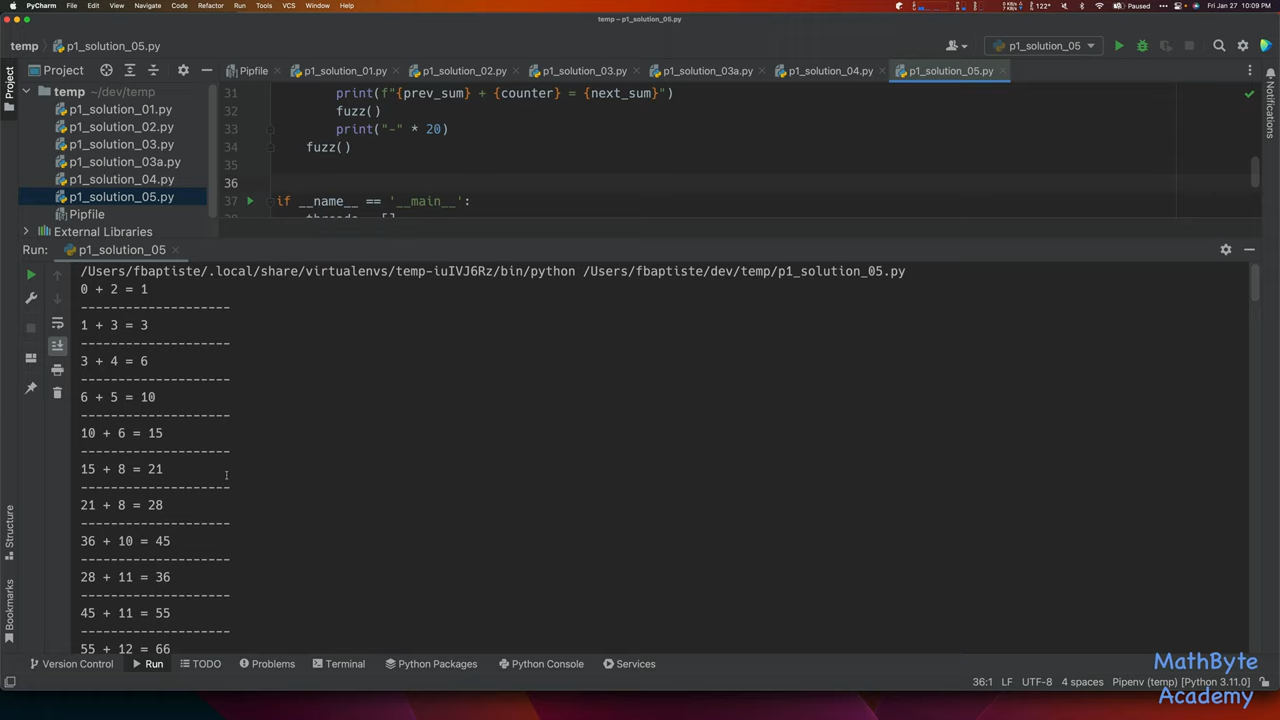 PyCharm File Edit View Navigate Code Refactor Run Tools VCS Window Help Paused Fri Jan 27 10:09 PM
temp – p1_solution_05.py
temp p1_solution_05.py p1_solution_05
Project Pipfile p1_solution_01.py p1_solution_02.py p1_solution_03.py p1_solution_03a.py p1_solution_04.py p1_solution_05.py
Project
Notifications
temp ~/dev/temp
p1_solution_01.py
p1_solution_02.py
p1_solution_03.py
p1_solution_03a.py
p1_solution_04.py
p1_solution_05.py
Pipfile
External Libraries
31 print(f"{prev_sum} + {counter} = {next_sum}")
32 fuzz()
33 print("-" * 20)
34 fuzz()
35
36
37 if __name__ == '__main__':
Run: p1_solution_05
/Users/fbaptiste/.local/share/virtualenvs/temp-iuIVJ6Rz/bin/python /Users/fbaptiste/dev/temp/p1_solution_05.py
0 + 2 = 1
--------------------
1 + 3 = 3
--------------------
3 + 4 = 6
--------------------
6 + 5 = 10
--------------------
10 + 6 = 15
--------------------
15 + 8 = 21
--------------------
21 + 8 = 28
--------------------
36 + 10 = 45
--------------------
28 + 11 = 36
--------------------
45 + 11 = 55
--------------------
55 + 12 = 66
Structure
Bookmarks
Version Control Run TODO Problems Terminal Python Packages Python Console Services
36:1 LF UTF-8 4 spaces Pipenv (temp) [Python 3.11.0]
MathByte
Academy